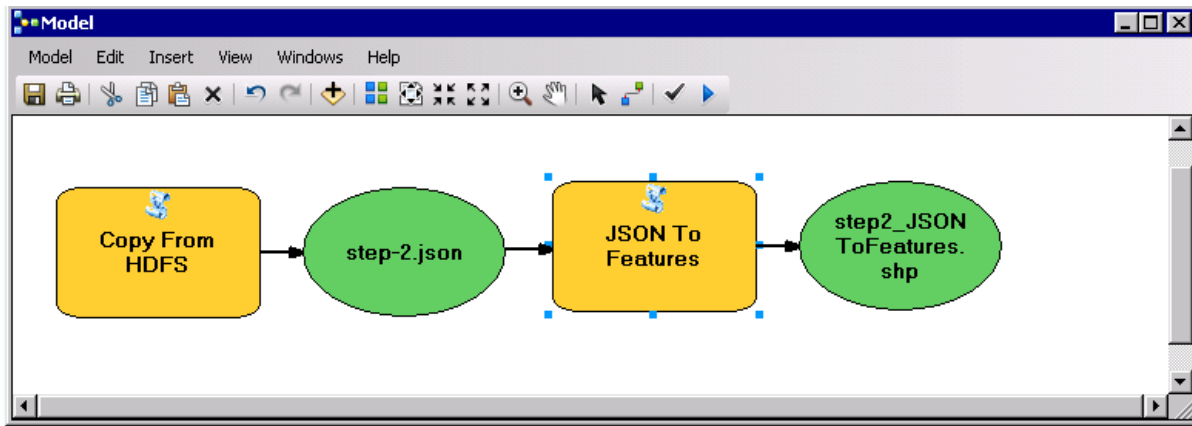 Model
Model Edit Insert View Windows Help
Copy From
HDFS
step-2.json
JSON To
Features
step2_JSON
ToFeatures.
shp